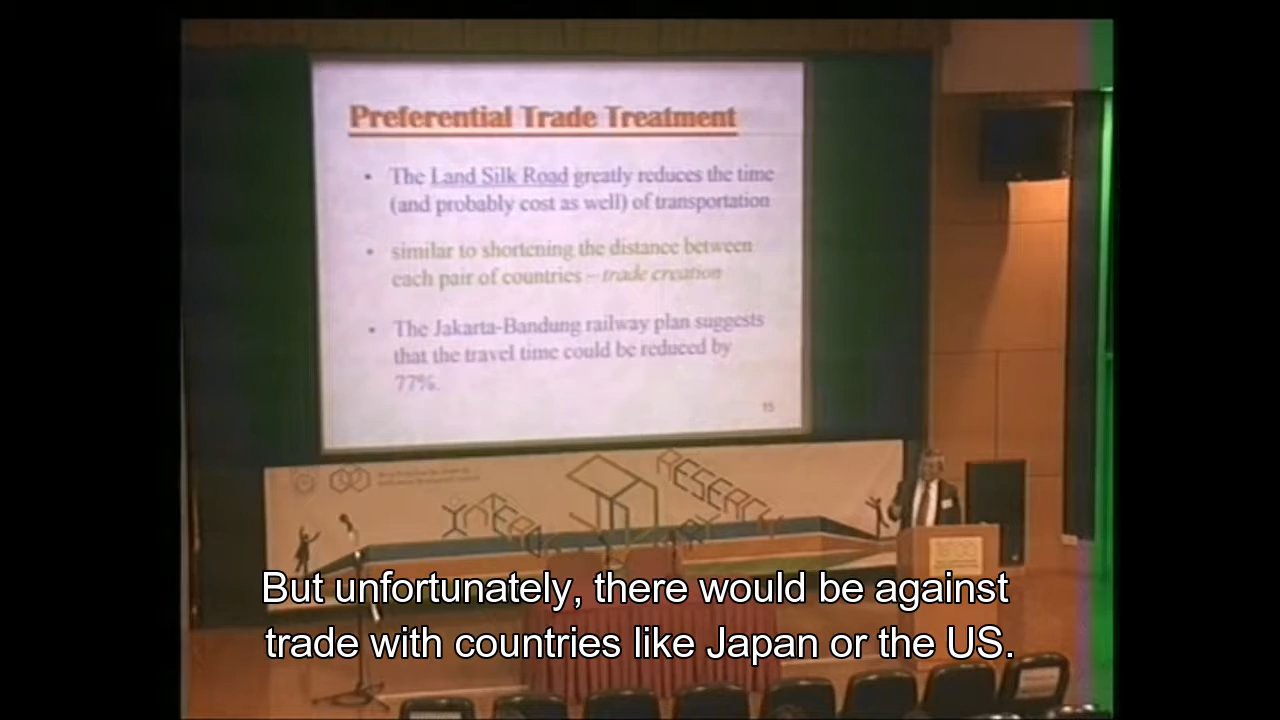 Preferential Trade Treatment
• The Land Silk Road greatly reduces the time
(and probably cost as well) of transportation
• similar to shortening the distance between
each pair of countries – trade creation
• The Jakarta-Bandung railway plan suggests
that the travel time could be reduced by
77%.
15
RESEARCH
But unfortunately, there would be against
trade with countries like Japan or the US.